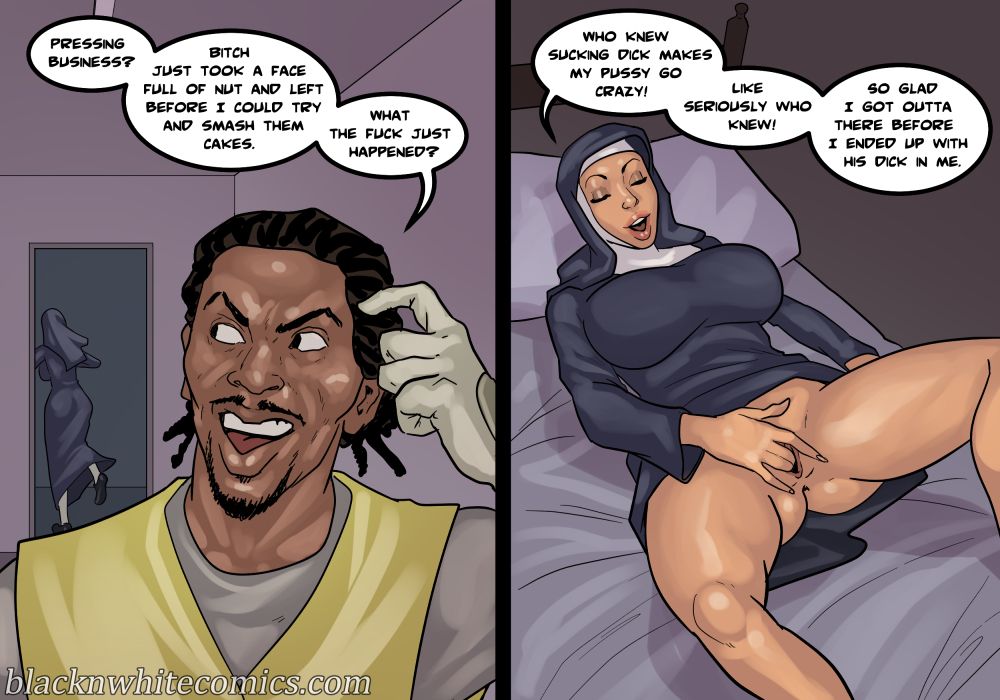 PRESSING
BUSINESS?
BITCH
JUST TOOK A FACE
FULL OF NUT AND LEFT
BEFORE I COULD TRY
AND SMASH THEM
CAKES.
WHAT
THE FUCK JUST
HAPPENED?
WHO KNEW
SUCKING DICK MAKES
MY PUSSY GO
CRAZY!
LIKE
SERIOUSLY WHO
KNEW!
SO GLAD
I GOT OUTTA
THERE BEFORE
I ENDED UP WITH
HIS DICK IN ME.
blacknwhitecomics.com